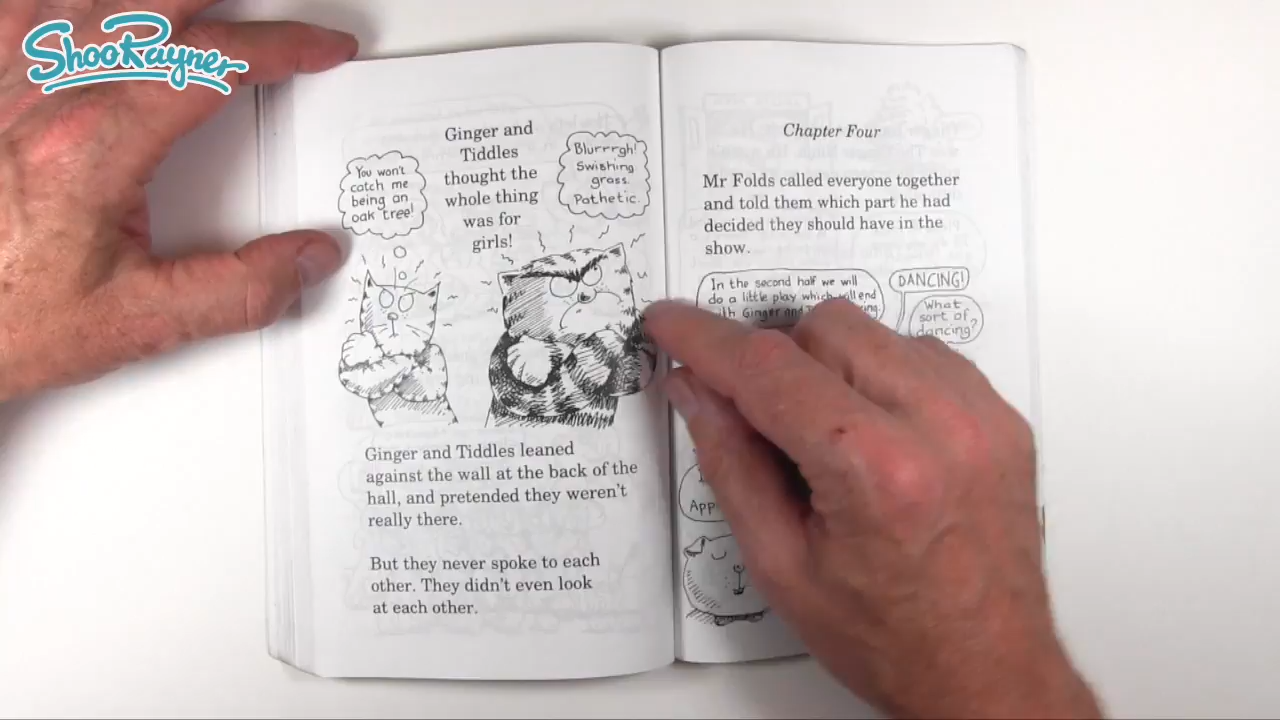 ShooRayner
Ginger and
Tiddles
thought the
whole thing
was for
girls!
You won't
catch me
being an
oak tree!
Blurrrgh!
Swishing
grass.
Pathetic.
Ginger and Tiddles leaned
against the wall at the back of the
hall, and pretended they weren't
really there.
But they never spoke to each
other. They didn't even look
at each other.
Chapter Four
Mr Folds called everyone together
and told them which part he had
decided they should have in the
show.
In the second half we will
do a little play which will end
with Ginger and
DANCING!
What
sort of
dancing?
App